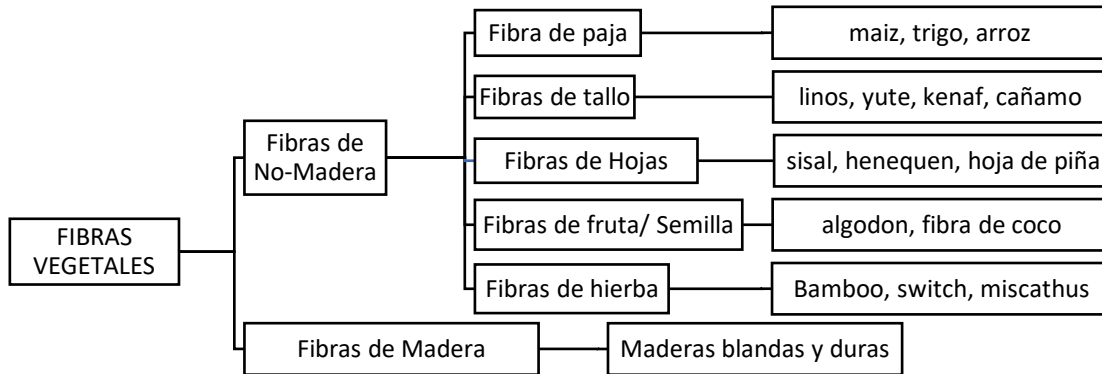 FIBRAS
VEGETALES
Fibras de
No-Madera
Fibra de paja
maiz, trigo, arroz
Fibras de tallo
linos, yute, kenaf, cañamo
Fibras de Hojas
sisal, henequen, hoja de piña
Fibras de fruta/ Semilla
algodon, fibra de coco
Fibras de hierba
Bamboo, switch, miscathus
Fibras de Madera
Maderas blandas y duras